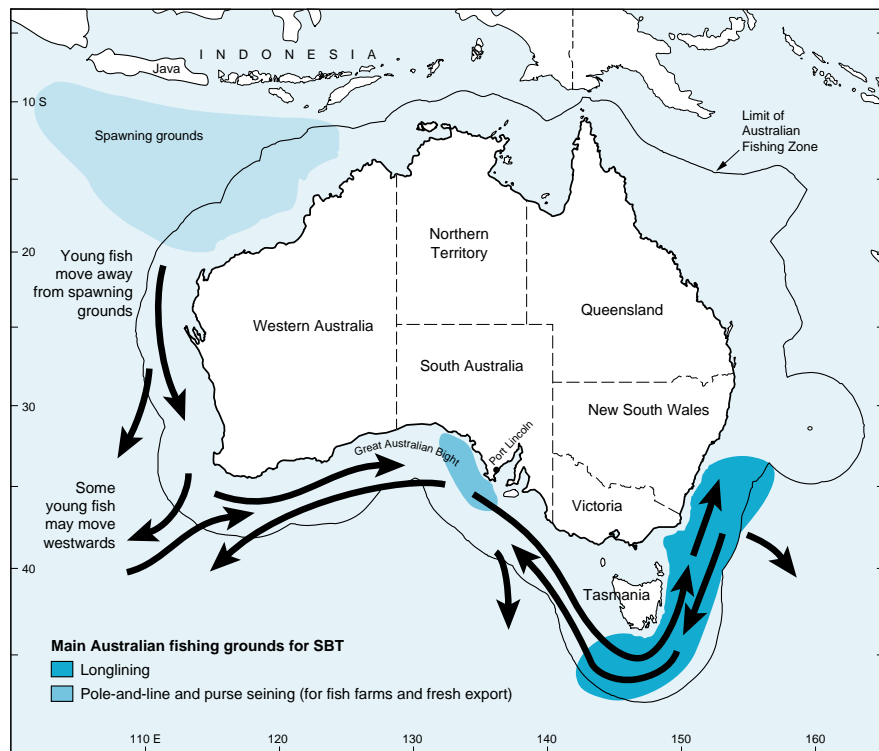 I N D O N E S I A
Java
10 S
Spawning grounds
Limit of
Australian
Fishing Zone
20
Young fish
move away
from spawning
grounds
Northern
Territory
Queensland
Western Australia
South Australia
30
New South Wales
Great Australian Bight
Port Lincoln
Some
young fish
may move
westwards
Victoria
40
Tasmania
Main Australian fishing grounds for SBT
Longlining
Pole-and-line and purse seining (for fish farms and fresh export)
110 E
120
130
140
150
160